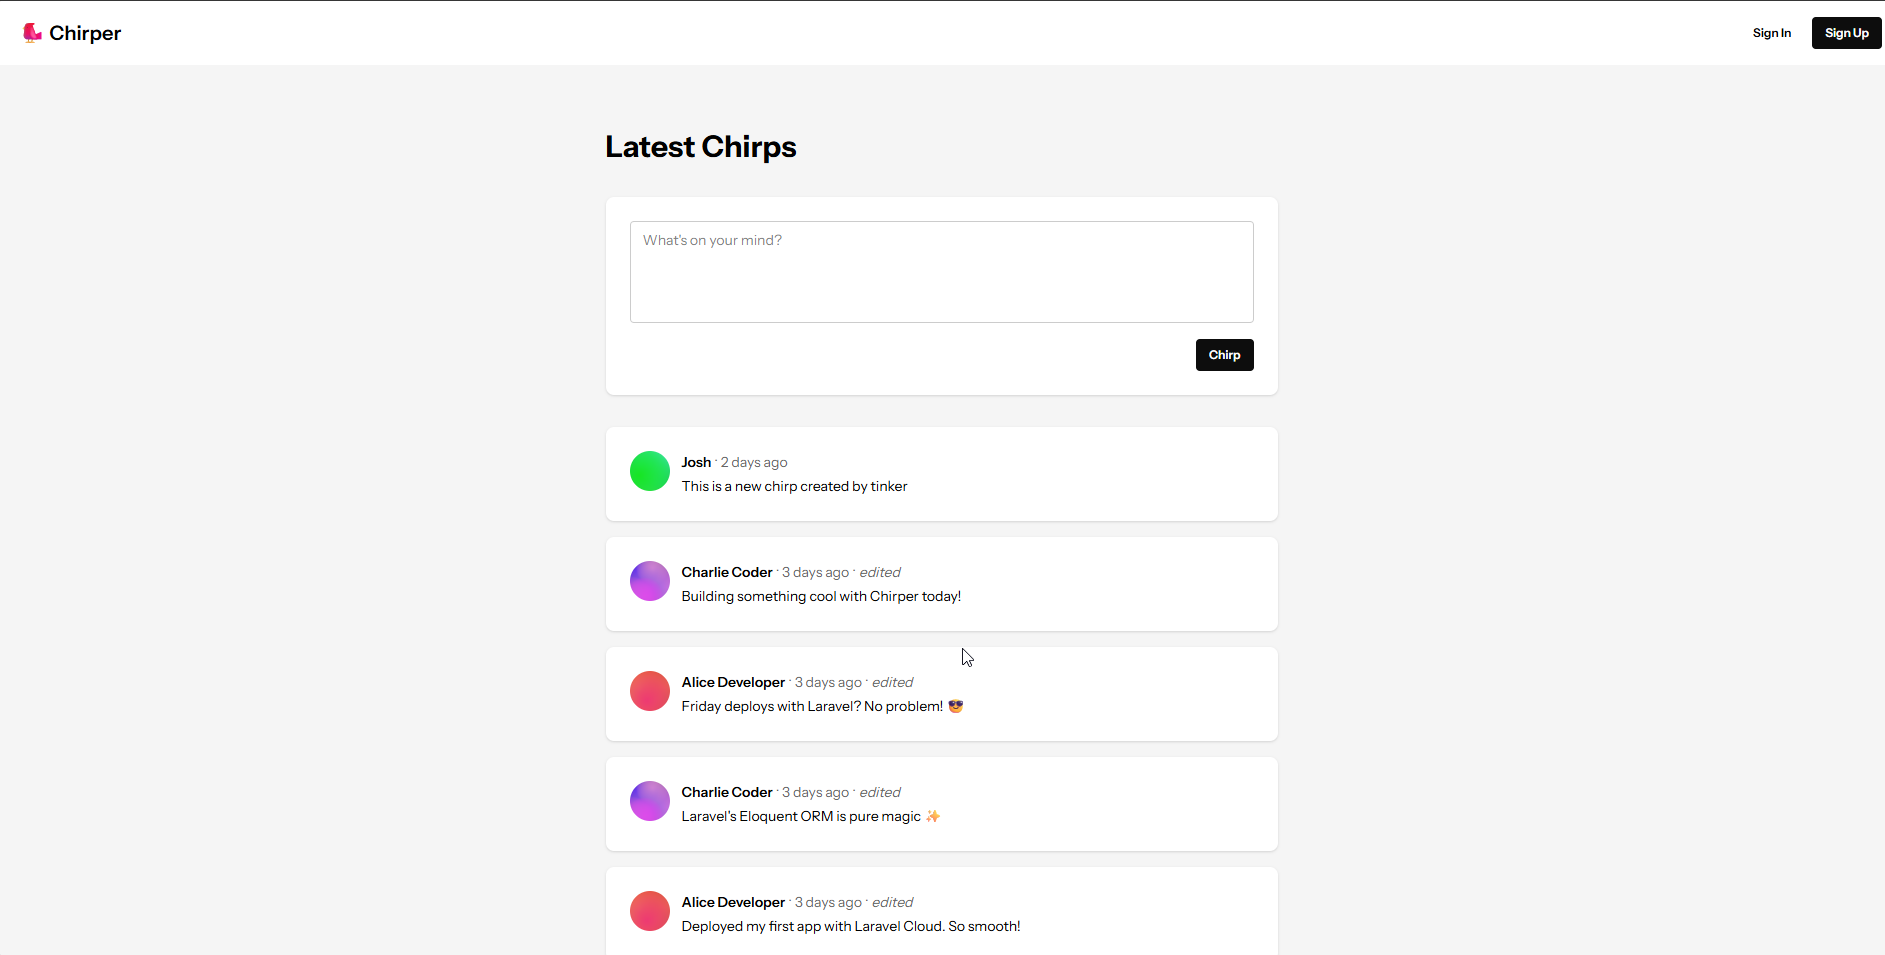 Chirper
Sign In
Sign Up
Latest Chirps
What's on your mind?
Chirp
Josh · 2 days ago
This is a new chirp created by tinker
Charlie Coder · 3 days ago · edited
Building something cool with Chirper today!
Alice Developer · 3 days ago · edited
Friday deploys with Laravel? No problem! 😎
Charlie Coder · 3 days ago · edited
Laravel's Eloquent ORM is pure magic ✨
Alice Developer · 3 days ago · edited
Deployed my first app with Laravel Cloud. So smooth!